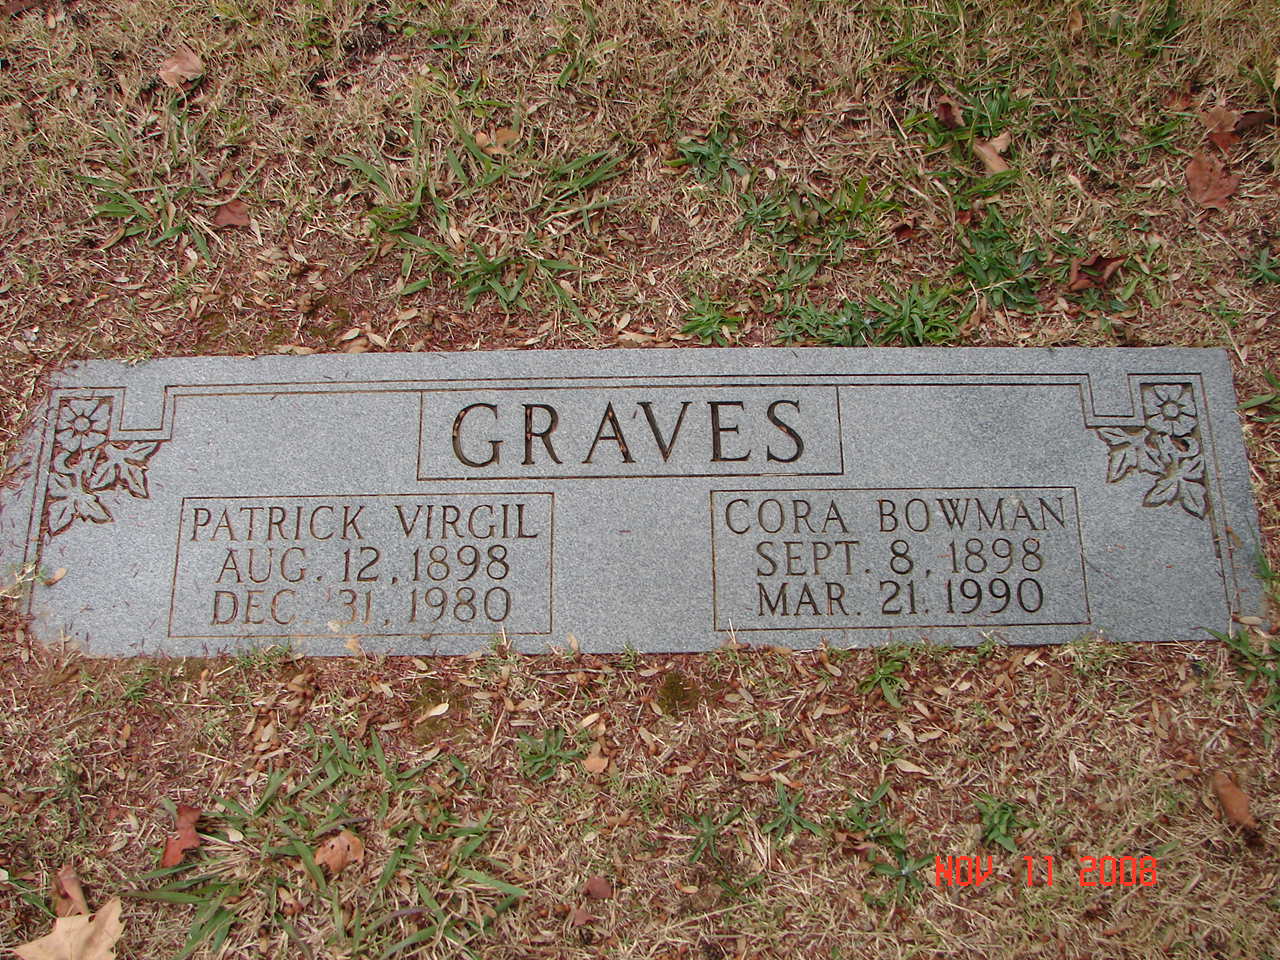 GRAVES
PATRICK VIRGIL
AUG. 12, 1898
DEC. 31, 1980
CORA BOWMAN
SEPT. 8, 1898
MAR. 21, 1990
NOV 11 2008